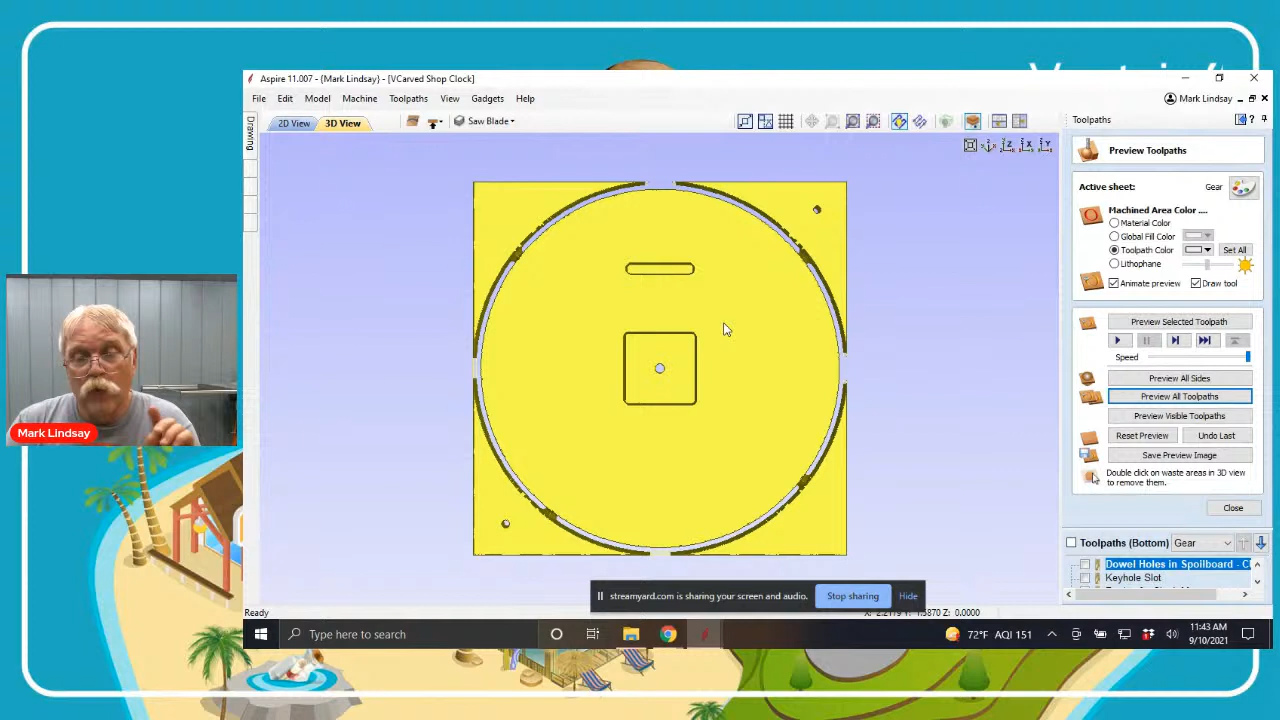 Aspire 11.007 - {Mark Lindsay} - [VCarved Shop Clock]
File Edit Model Machine Toolpaths View Gadgets Help
Mark Lindsay
2D View 3D View Saw Blade
Toolpaths
Drawing
Preview Toolpaths
Active sheet: Gear
Machined Area Color ....
Material Color
Global Fill Color
Toolpath Color Set All
Lithophane
Animate preview Draw tool
Preview Selected Toolpath
Speed
Preview All Sides
Preview All Toolpaths
Preview Visible Toolpaths
Reset Preview Undo Last
Save Preview Image
Double click on waste areas in 3D view
to remove them.
Close
Toolpaths (Bottom) Gear
Dowel Holes in Spoilboard -
Keyhole Slot
Mark Lindsay
streamyard.com is sharing your screen and audio. Stop sharing Hide
Ready
Z: 0.0000
Type here to search
72°F AQI 151
11:43 AM
9/10/2021